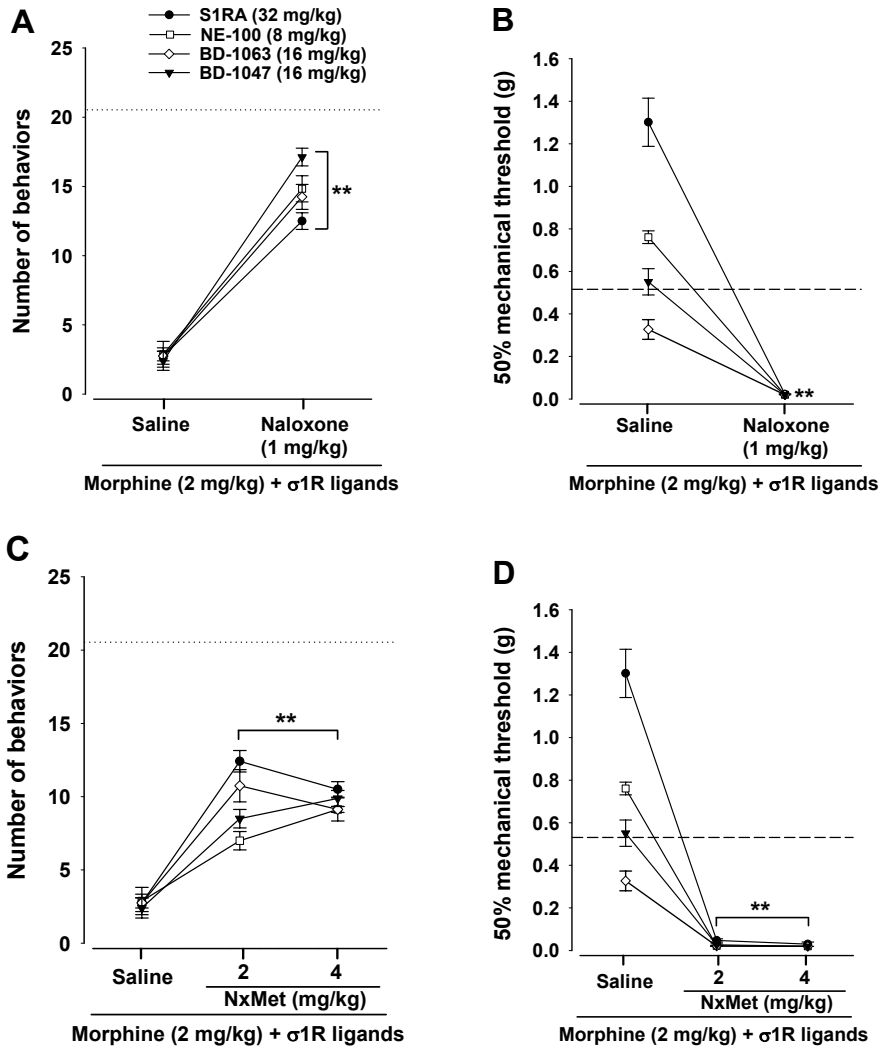 A
S1RA (32 mg/kg)
NE-100 (8 mg/kg)
BD-1063 (16 mg/kg)
BD-1047 (16 mg/kg)
25
20
15
10
5
0
Number of behaviors
**
Saline
Naloxone
(1 mg/kg)
Morphine (2 mg/kg) + σ1R ligands
B
1.6
1.4
1.2
1.0
0.8
0.6
0.4
0.2
0.0
50% mechanical threshold (g)
**
Saline
Naloxone
(1 mg/kg)
Morphine (2 mg/kg) + σ1R ligands
C
25
20
15
10
5
0
Number of behaviors
**
Saline
2
4
NxMet (mg/kg)
Morphine (2 mg/kg) + σ1R ligands
D
1.6
1.4
1.2
1.0
0.8
0.6
0.4
0.2
0.0
50% mechanical threshold (g)
**
Saline
2
4
NxMet (mg/kg)
Morphine (2 mg/kg) + σ1R ligands